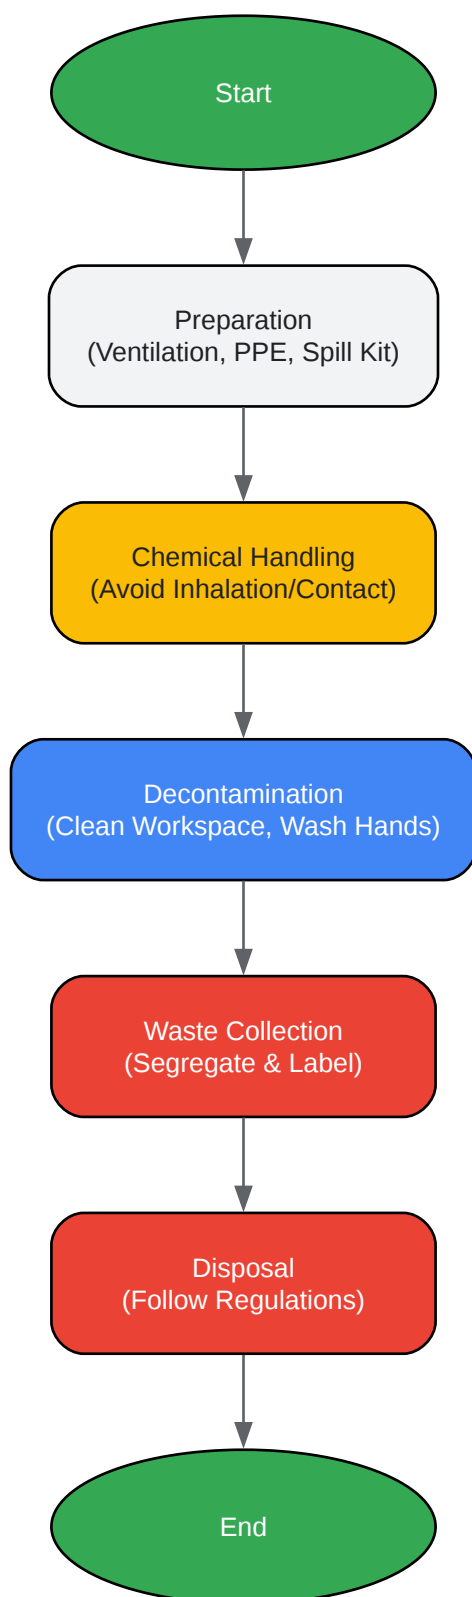 Start
Preparation
(Ventilation, PPE, Spill Kit)
Chemical Handling
(Avoid Inhalation/Contact)
Decontamination
(Clean Workspace, Wash Hands)
Waste Collection
(Segregate & Label)
Disposal
(Follow Regulations)
End